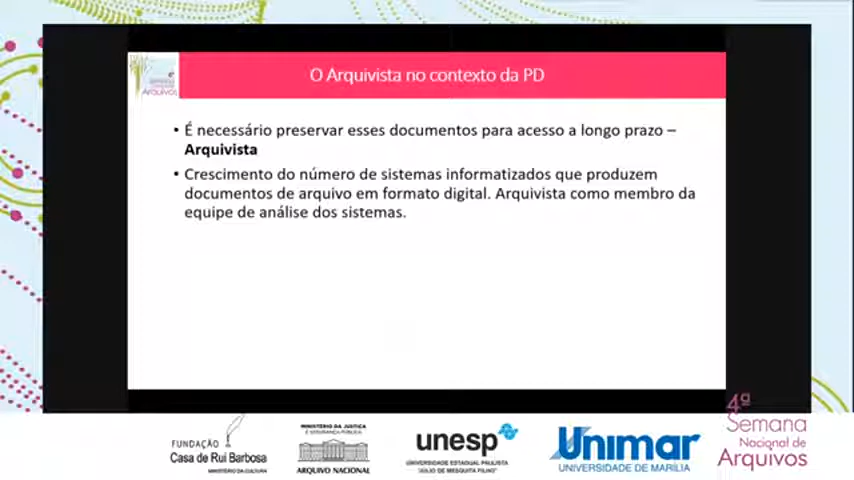 O Arquivista no contexto da PD
4ª
Semana
Arquivos
• É necessário preservar esses documentos para acesso a longo prazo –
Arquivista
• Crescimento do número de sistemas informatizados que produzem
documentos de arquivo em formato digital. Arquivista como membro da
equipe de análise dos sistemas.
FUNDAÇÃO
Casa de Rui Barbosa
MINISTÉRIO DA CULTURA
MINISTÉRIO DA JUSTIÇA
E SEGURANÇA PÚBLICA
ARQUIVO NACIONAL
unesp
UNIVERSIDADE ESTADUAL PAULISTA
"JÚLIO DE MESQUITA FILHO"
Unimar
UNIVERSIDADE DE MARÍLIA
4ª
Semana
Nacional de
Arquivos